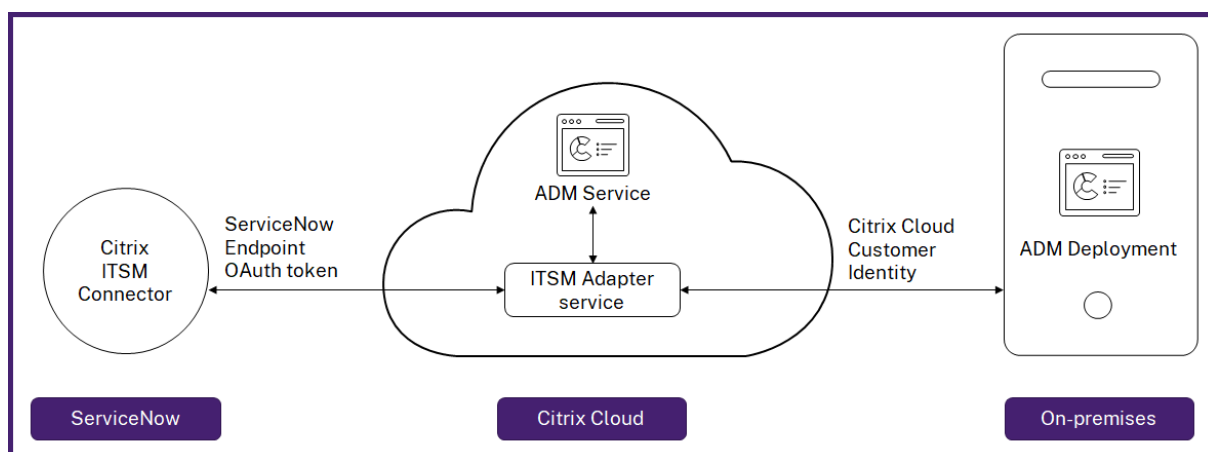 ADM Service
Citrix
ITSM
Connector
ServiceNow
Endpoint
OAuth token
ITSM Adapter
service
Citrix Cloud
Customer
Identity
ADM Deployment
ServiceNow
Citrix Cloud
On-premises